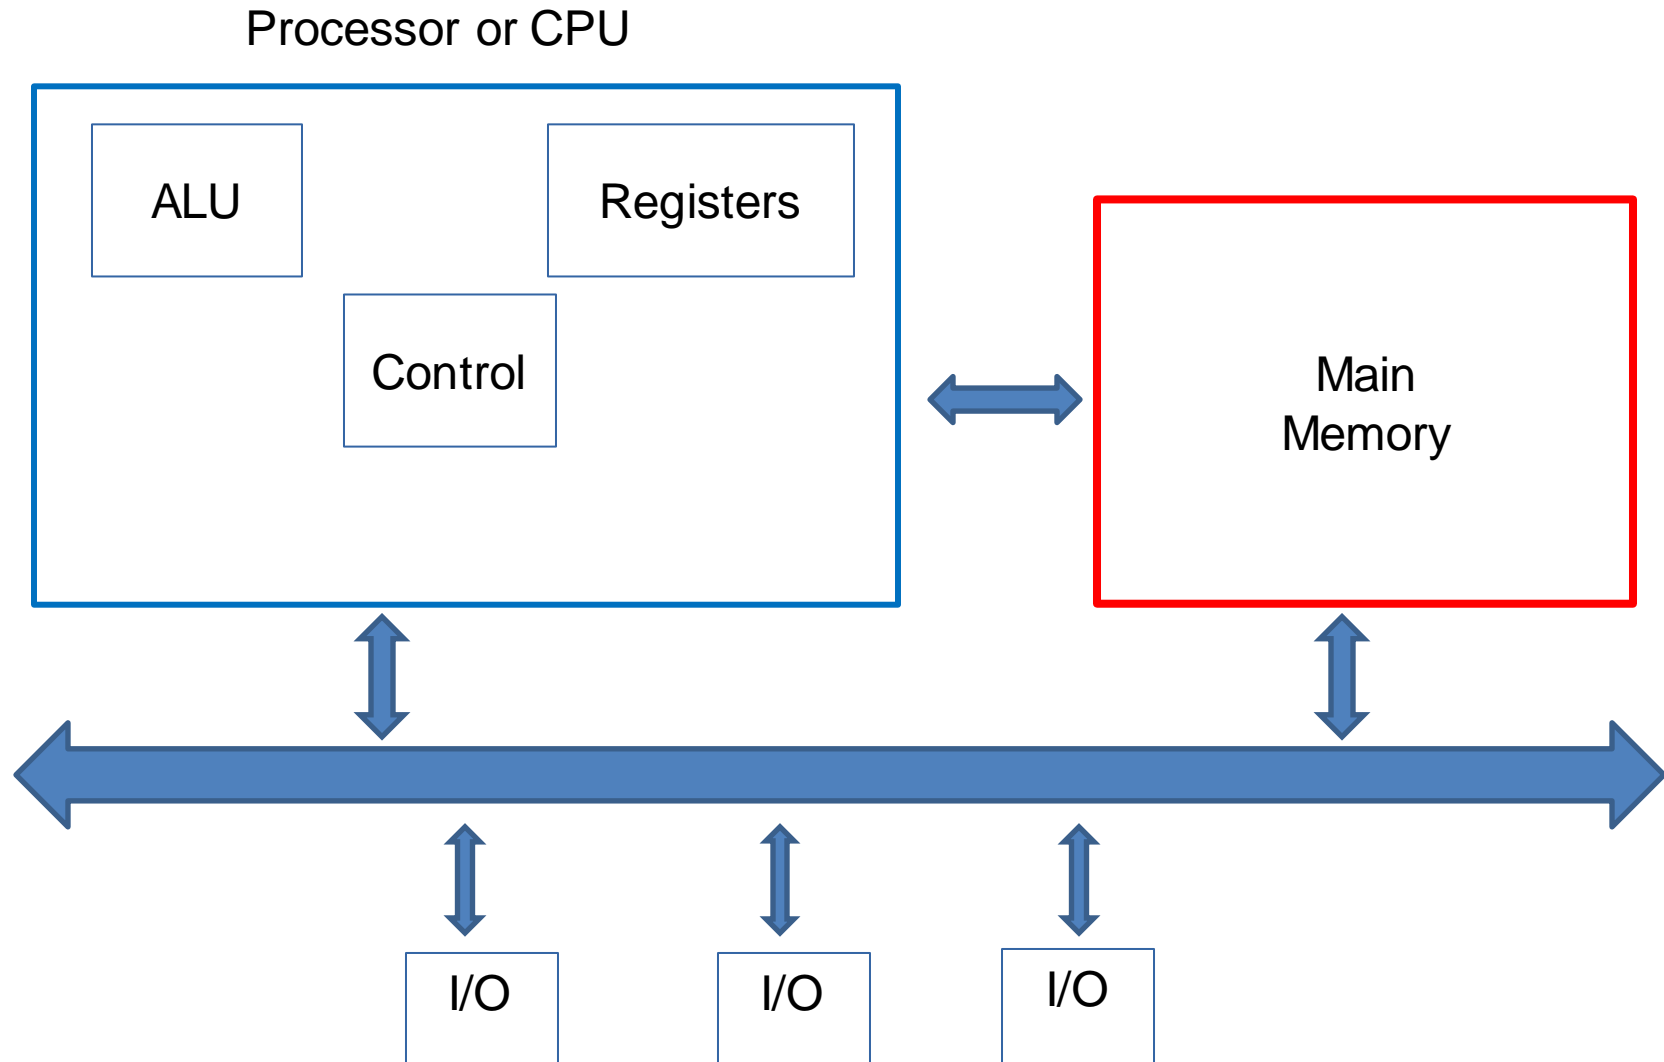 Processor or CPU
ALU
Registers
Control
Main
Memory
I/O
I/O
I/O